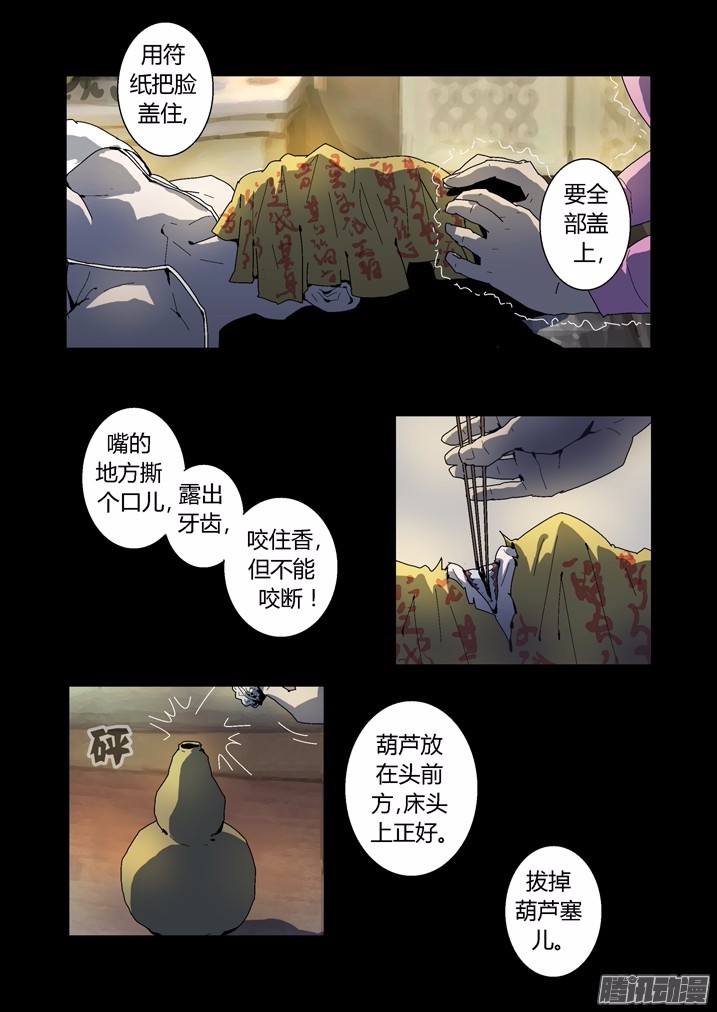 用符
纸把脸
盖住,
要全
部盖
上,
嘴的
地方撕
个口儿,
露出
牙齿,
咬住香,
但不能
咬断！
砰
葫芦放
在头前
方,床头
上正好。
拔掉
葫芦塞
儿。
腾讯动漫